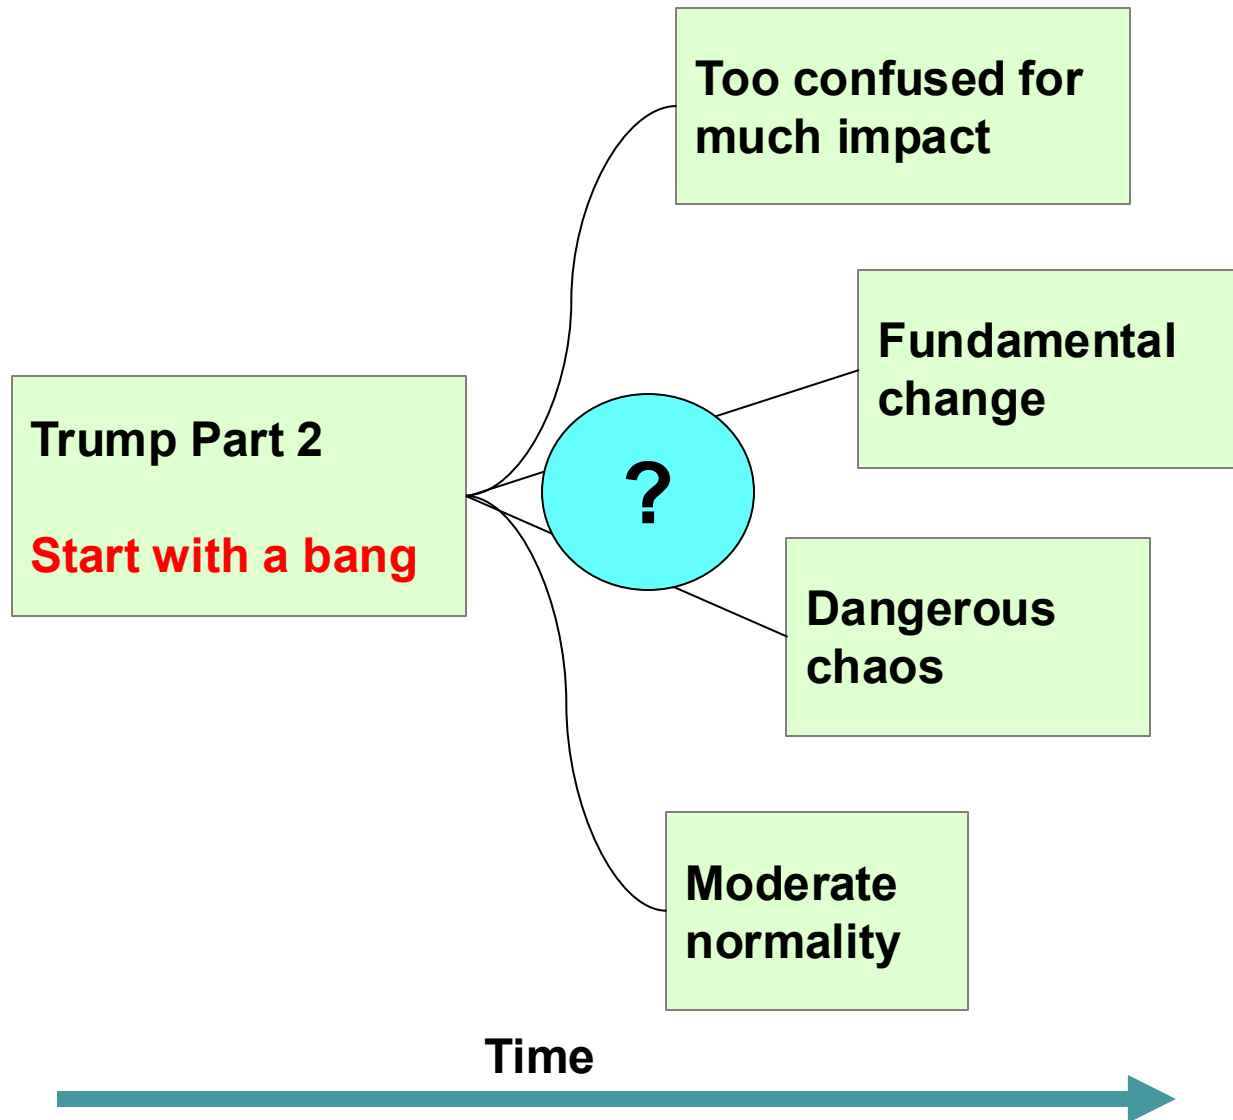 Too confused for
much impact
Fundamental
change
Trump Part 2
Start with a bang
?
Dangerous
chaos
Moderate
normality
Time